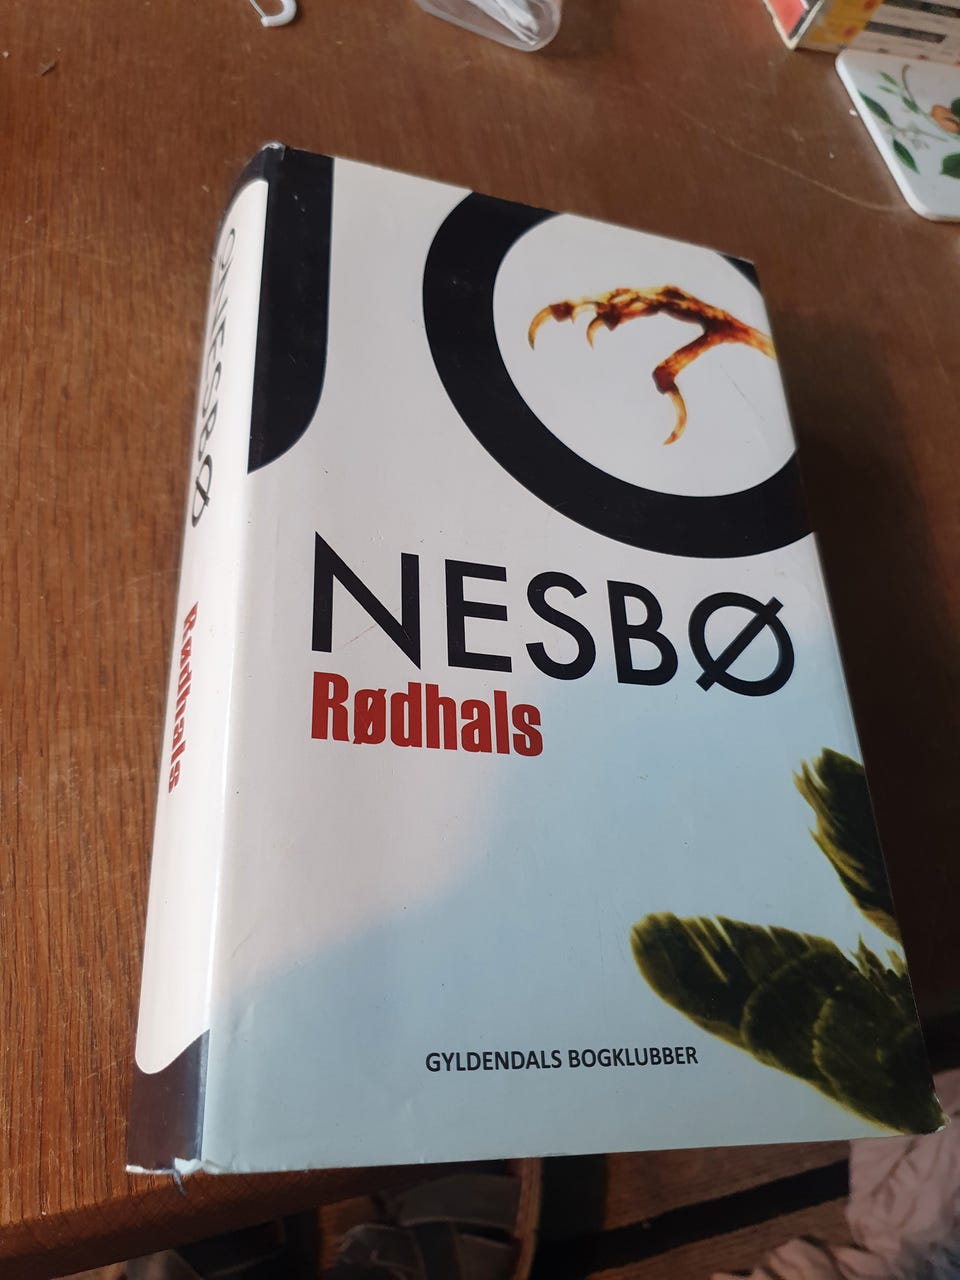 JO
NESBØ
Rødhals
GYLDENDALS BOGKLUBBER
JO NESBØ
Rødhals